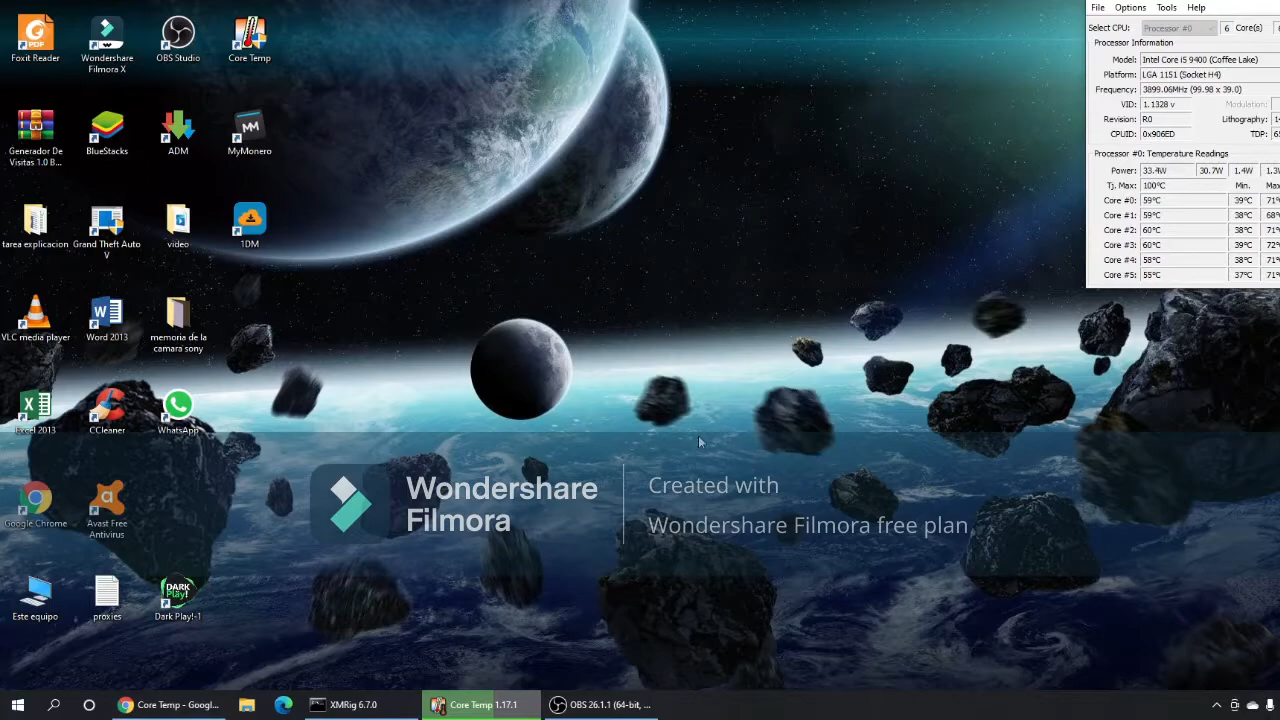 Foxit Reader
Wondershare
Filmora X
OBS Studio
Core Temp
Generador De
Visitas 1.0 B...
BlueStacks
ADM
MM
MyMonero
tarea explicacion
Grand Theft Auto
V
video
1DM
VLC media player
Word 2013
memoria de la
camara sony
Excel 2013
CCleaner
WhatsApp
Google Chrome
Avast Free
Antivirus
Este equipo
proxies
DARK
Play!
Dark Play!-1
File Options Tools Help
Select CPU: Processor #0 6 Core(s)
Processor Information
Model: Intel Core i5 9400 (Coffee Lake)
Platform: LGA 1151 (Socket H4)
Frequency: 3899.06MHz (99.98 x 39.0)
VID: 1.1328 v Modulation:
Revision: R0 Lithography:
CPUID: 0x906ED TDP:
Processor #0: Temperature Readings
Power: 33.4W 30.7W 1.4W
Tj. Max: 100°C Min.
Core #0: 59°C 39°C 71°
Core #1: 59°C 38°C 68°
Core #2: 60°C 38°C 71°
Core #3: 60°C 39°C 72°
Core #4: 58°C 38°C 71°
Core #5: 55°C 37°C 71°
Wondershare
Filmora
Created with
Wondershare Filmora free plan
Core Temp - Googl...
XMRig 6.7.0
Core Temp 1.17.1
OBS 26.1.1 (64-bit, ...